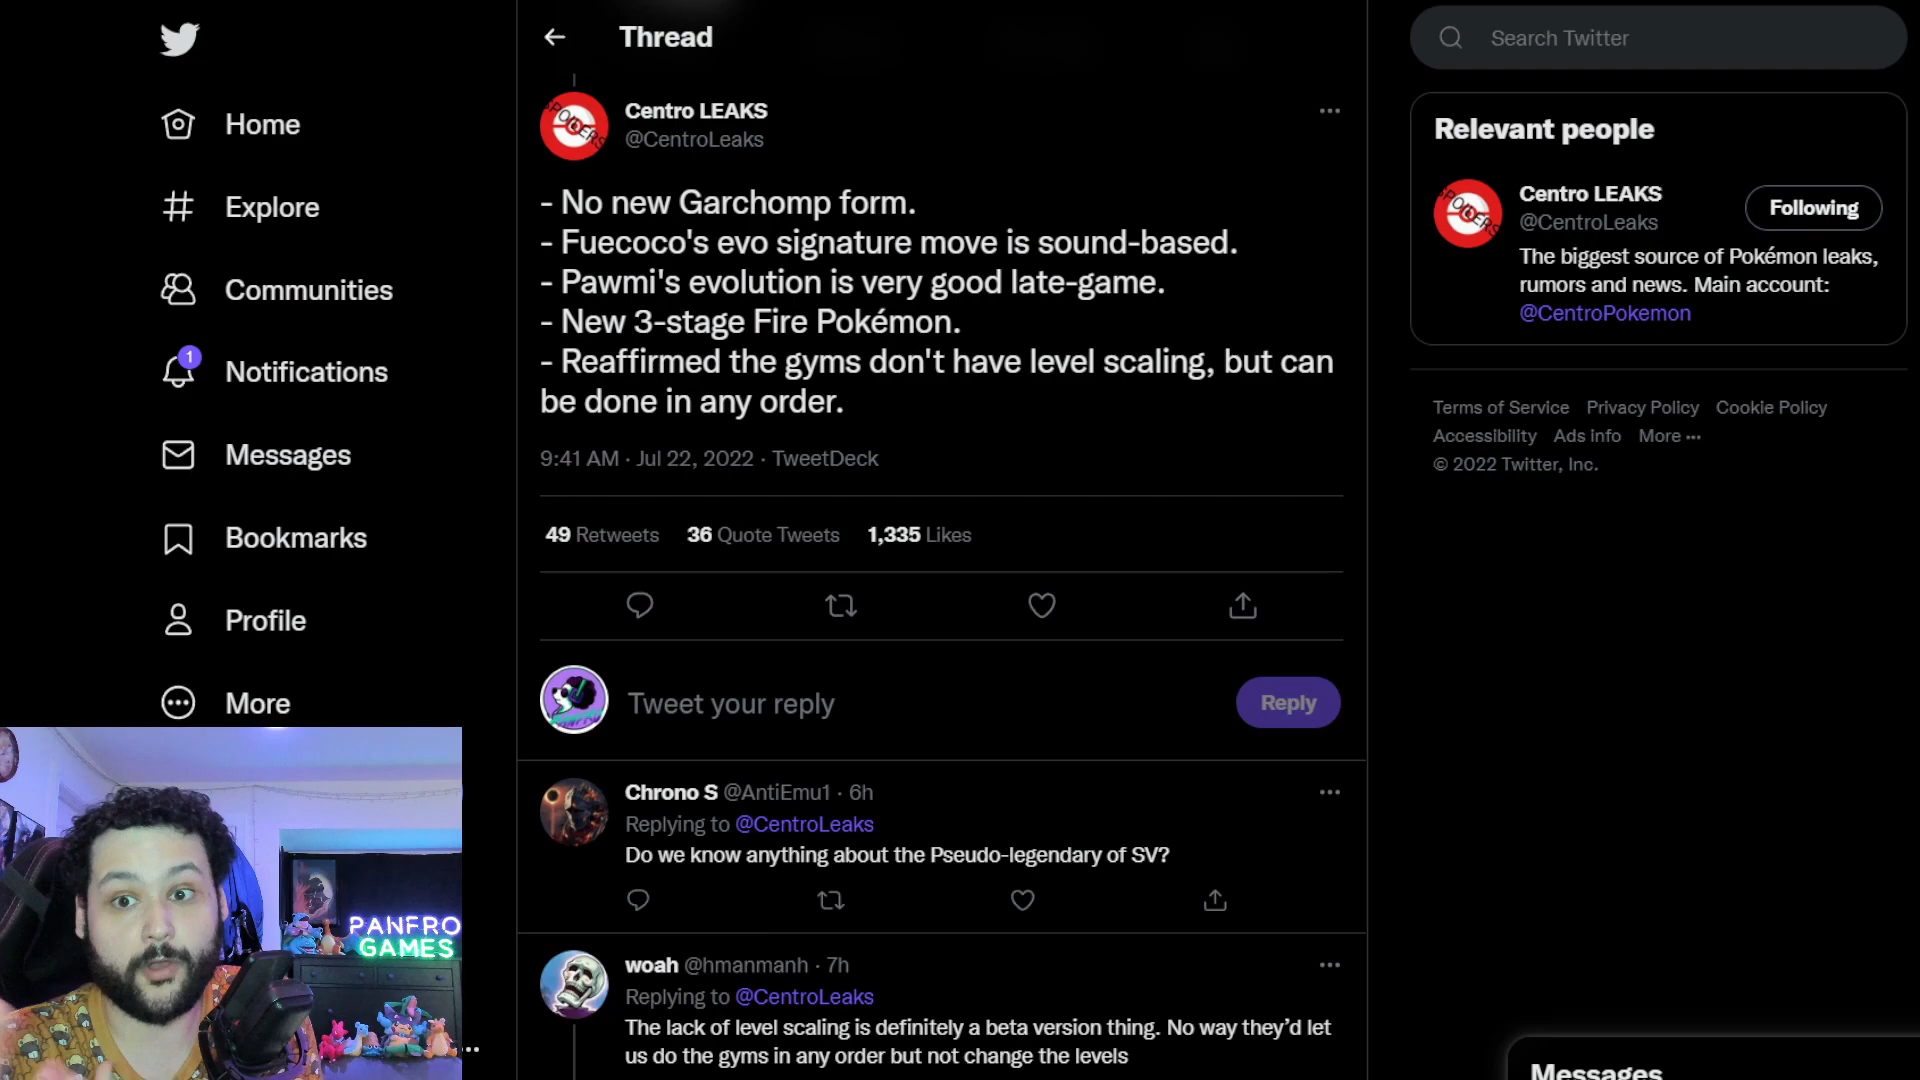 Thread
Search Twitter
Home
Explore
Communities
1
Notifications
Messages
Bookmarks
Profile
More
Centro LEAKS
@CentroLeaks
SPOILERS
- No new Garchomp form.
- Fuecoco's evo signature move is sound-based.
- Pawmi's evolution is very good late-game.
- New 3-stage Fire Pokémon.
- Reaffirmed the gyms don't have level scaling, but can
be done in any order.
9:41 AM · Jul 22, 2022 · TweetDeck
49 Retweets 36 Quote Tweets 1,335 Likes
Tweet your reply
Reply
Chrono S @AntiEmu1 · 6h
Replying to @CentroLeaks
Do we know anything about the Pseudo-legendary of SV?
woah @hmanmanh · 7h
Replying to @CentroLeaks
The lack of level scaling is definitely a beta version thing. No way they’d let
us do the gyms in any order but not change the levels
Relevant people
SPOILERS
Centro LEAKS
@CentroLeaks
Following
The biggest source of Pokémon leaks,
rumors and news. Main account:
@CentroPokemon
Terms of Service Privacy Policy Cookie Policy
Accessibility Ads info More ···
© 2022 Twitter, Inc.
Messages
PANFRO
GAMES